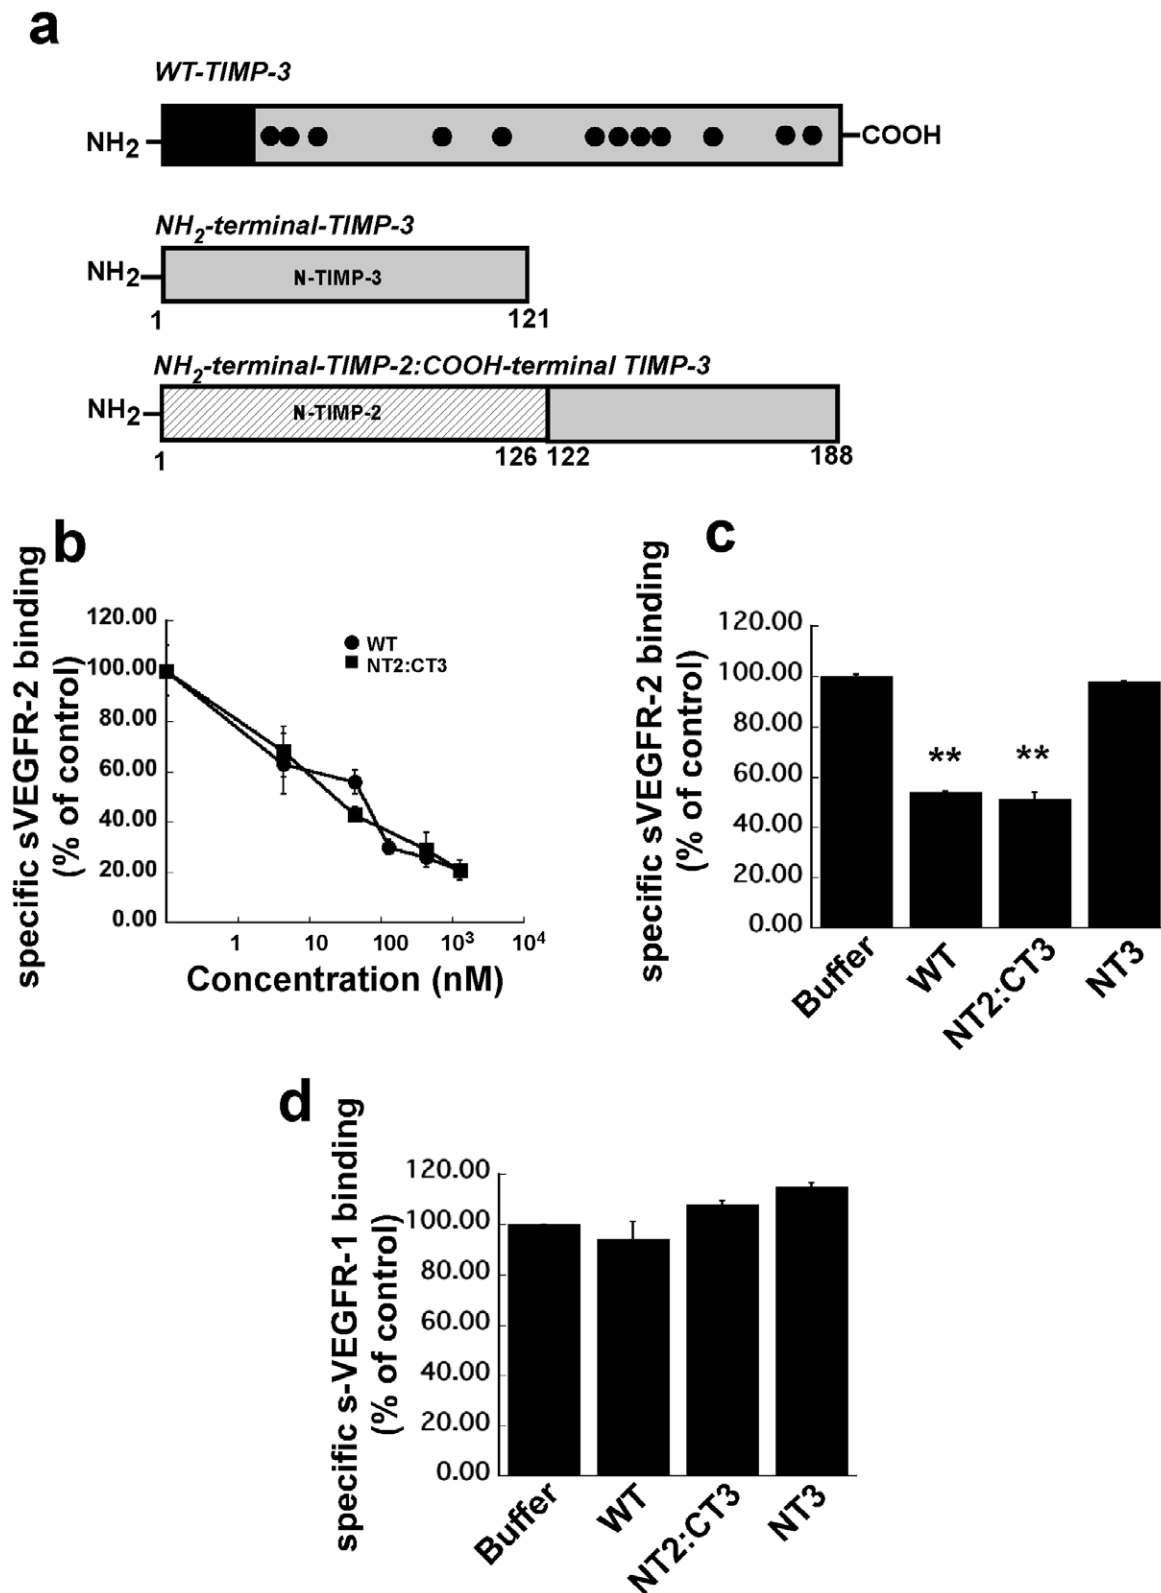 a
WT-TIMP-3
NH2
COOH
NH2-terminal-TIMP-3
NH2
N-TIMP-3
1
121
NH2-terminal-TIMP-2:COOH-terminal TIMP-3
NH2
N-TIMP-2
1
126
122
188
b
specific sVEGFR-2 binding
(% of control)
120.00
100.00
80.00
60.00
40.00
20.00
0.00
WT
NT2:CT3
1
10
100
10³
10⁴
Concentration (nM)
c
specific sVEGFR-2 binding
(% of control)
120.00
100.00
80.00
60.00
40.00
20.00
0.00
**
**
Buffer
WT
NT2:CT3
NT3
d
specific s-VEGFR-1 binding
(% of control)
120.00
100.00
80.00
60.00
40.00
20.00
0.00
Buffer
WT
NT2:CT3
NT3